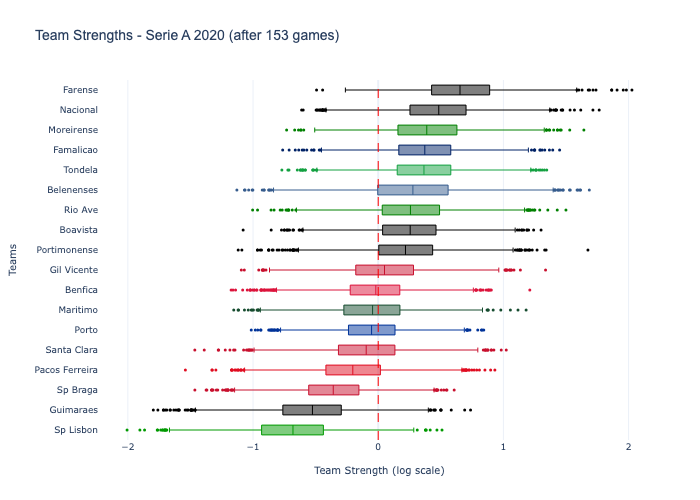 Team Strengths - Serie A 2020 (after 153 games)
Farense
Nacional
Moreirense
Famalicao
Tondela
Belenenses
Rio Ave
Boavista
Portimonense
Gil Vicente
Benfica
Maritimo
Porto
Santa Clara
Pacos Ferreira
Sp Braga
Guimaraes
Sp Lisbon
Teams
−2 −1 0 1 2
Team Strength (log scale)